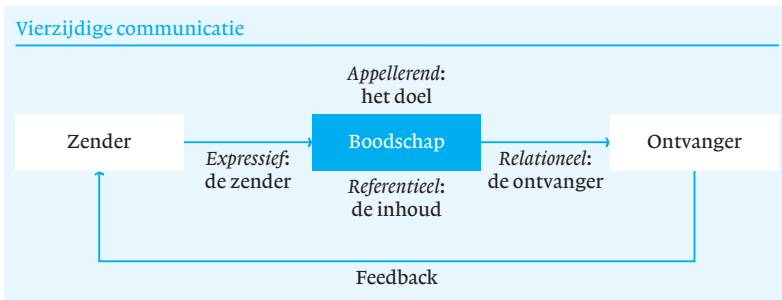 Vierzijdige communicatie
Appellerend:
het doel
Zender
Boodschap
Ontvanger
Expressief:
de zender
Referentieel:
de inhoud
Relationeel:
de ontvanger
Feedback